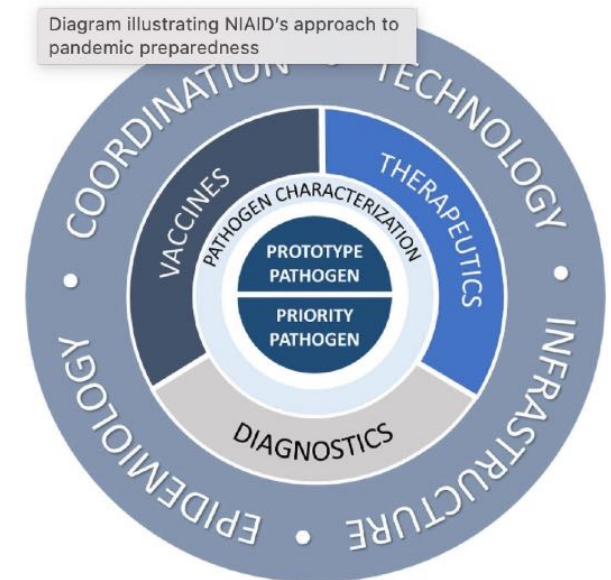 Diagram illustrating NIAID's approach to
pandemic preparedness
COORDINATION • TECHNOLOGY • INFRASTRUCTURE • EPIDEMIOLOGY •
VACCINES
THERAPEUTICS
DIAGNOSTICS
PATHOGEN CHARACTERIZATION
PROTOTYPE
PATHOGEN
PRIORITY
PATHOGEN